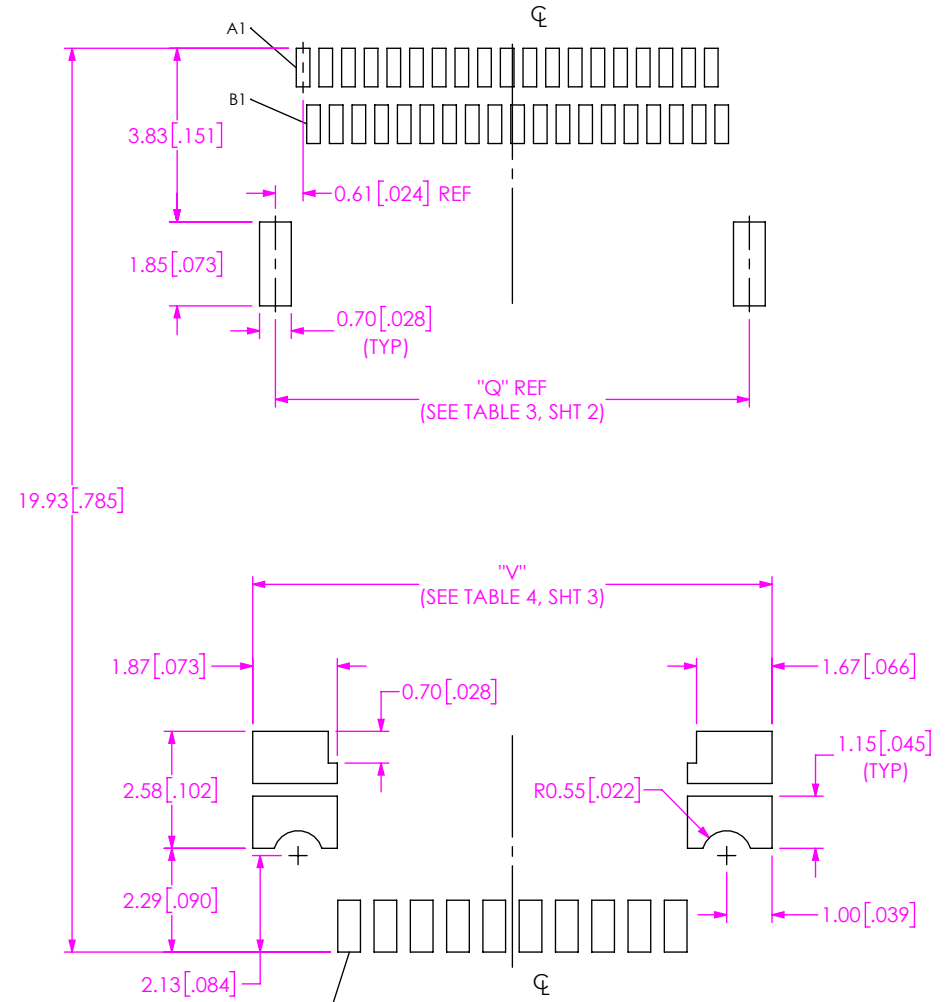 ℄
A1
B1
3.83[.151]
0.61[.024] REF
1.85[.073]
0.70[.028]
(TYP)
"Q" REF
(SEE TABLE 3, SHT 2)
19.93[.785]
"V"
(SEE TABLE 4, SHT 3)
1.87[.073]
1.67[.066]
0.70[.028]
1.15[.045]
(TYP)
2.58[.102]
R0.55[.022]
2.29[.090]
1.00[.039]
2.13[.084]
℄